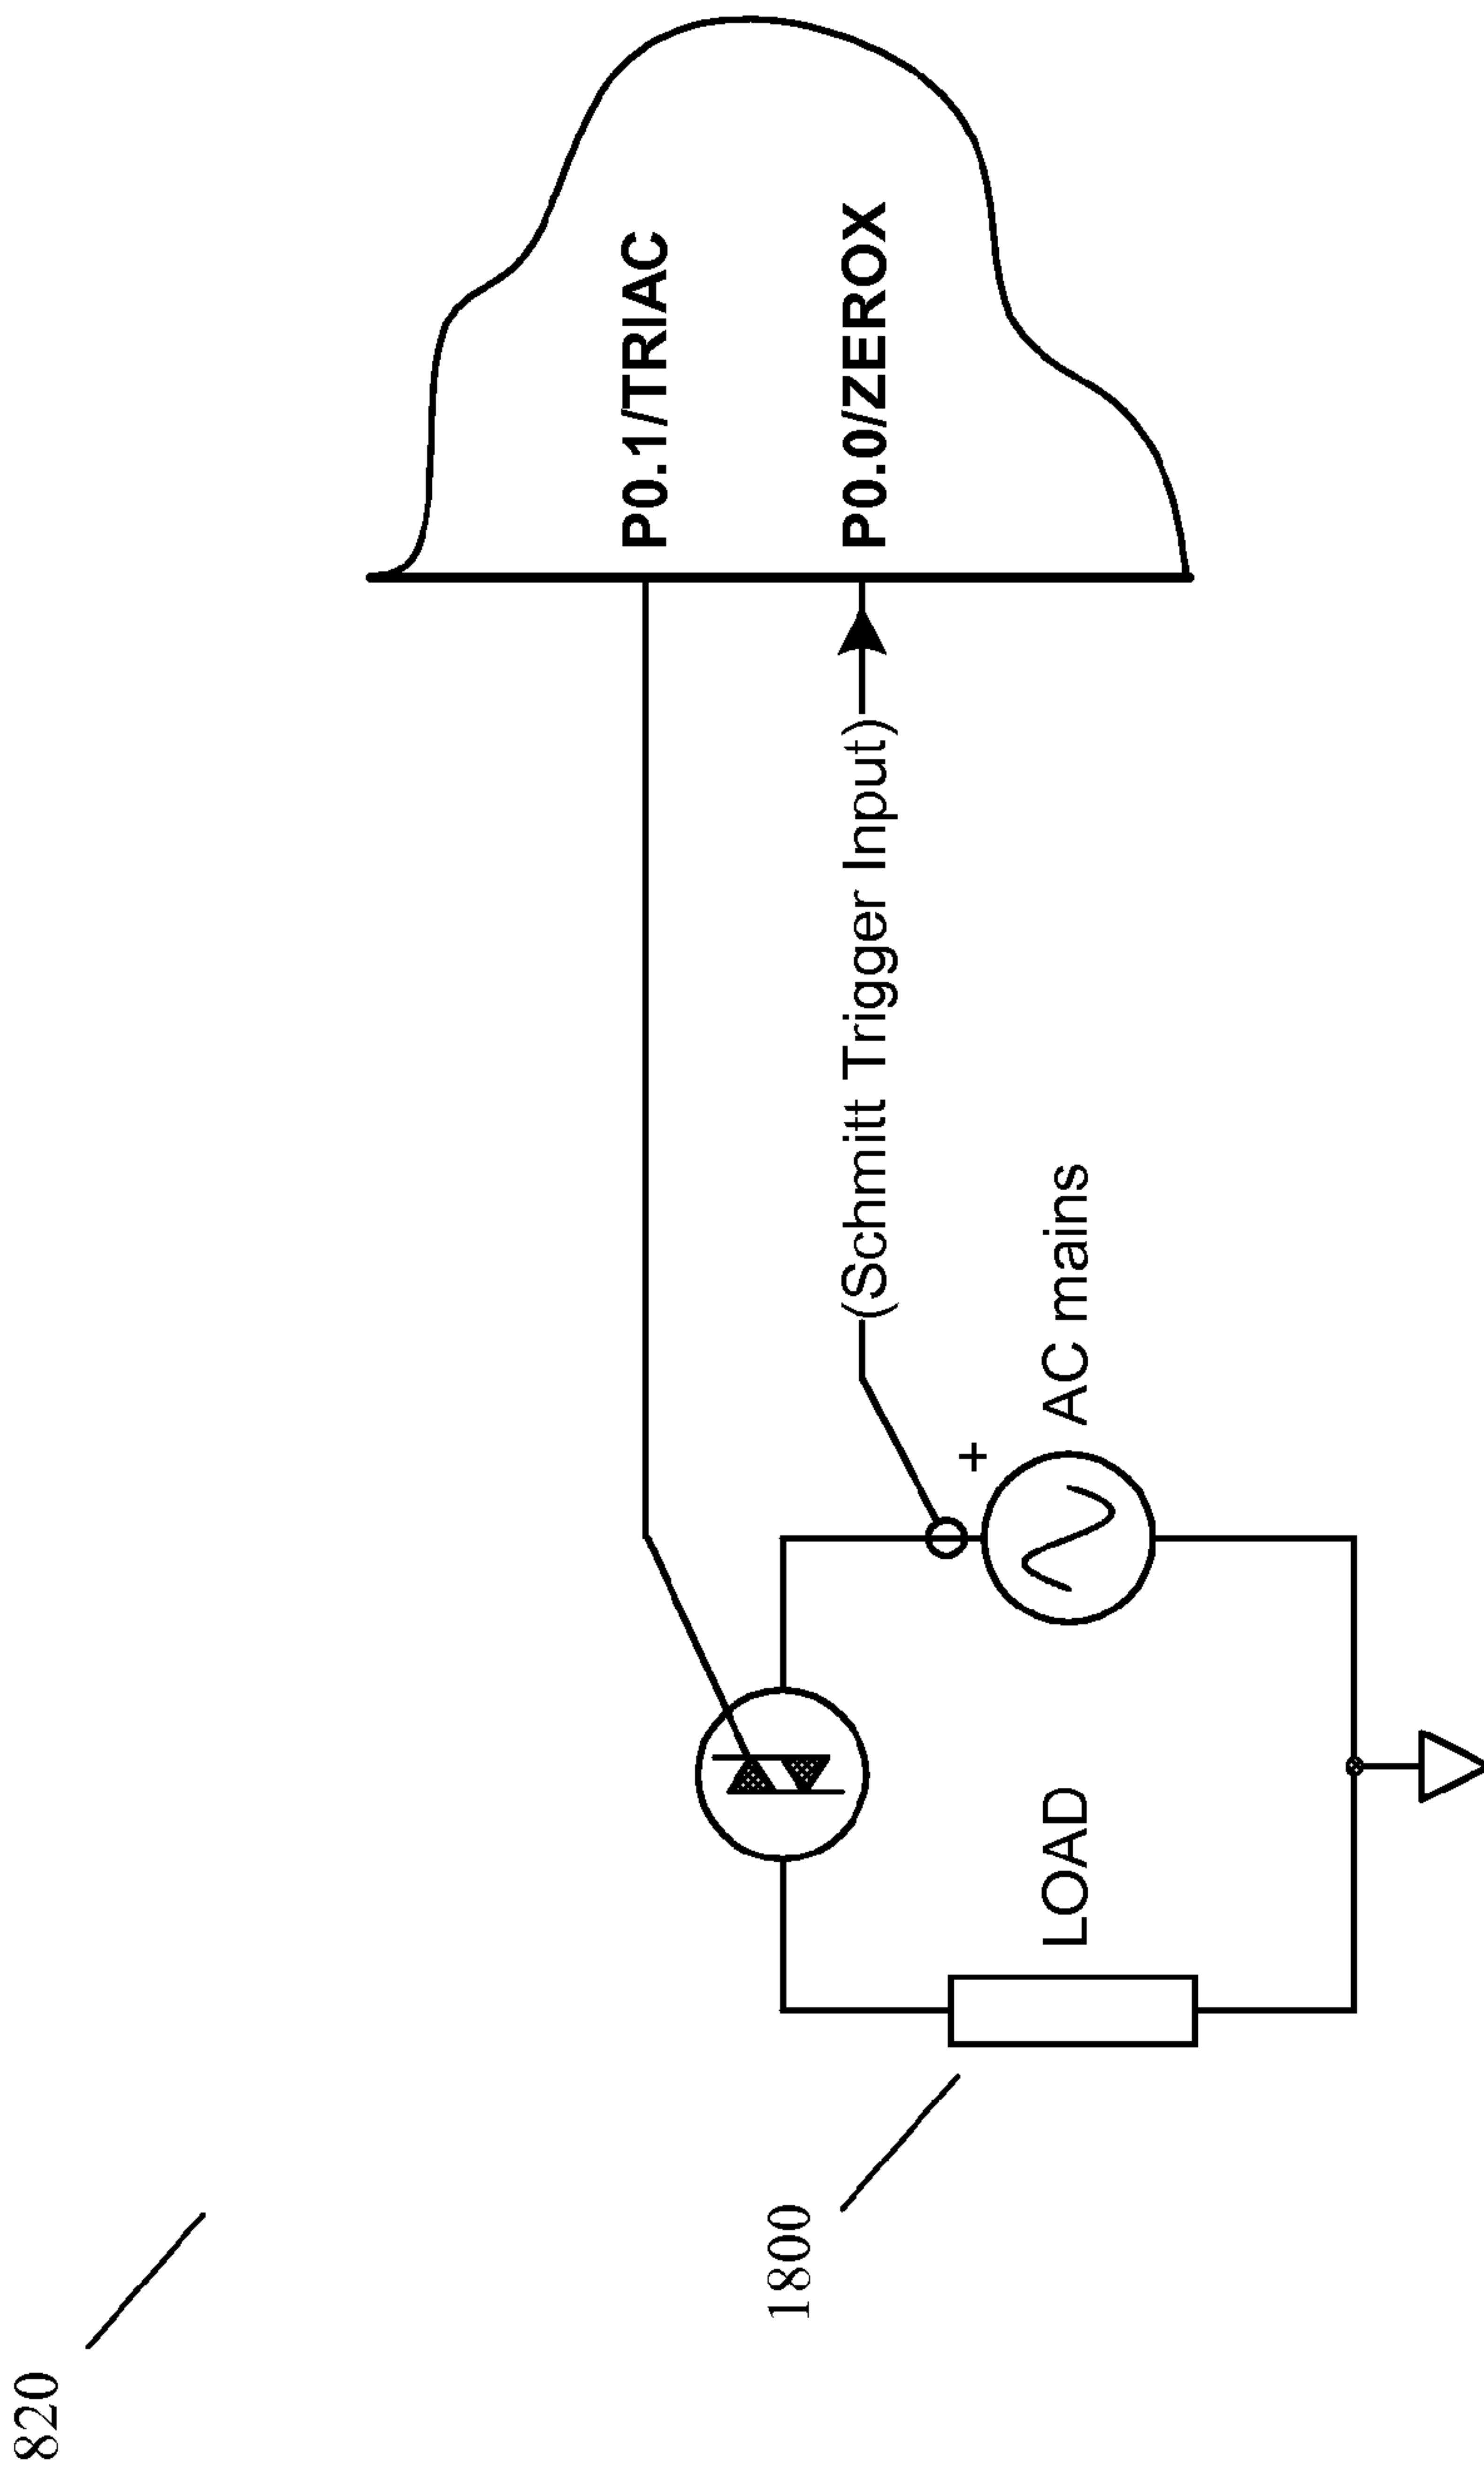 820
P0.1/TRIAC
1800
(Schmitt Trigger Input)
P0.0/ZEROX
+
LOAD
AC mains